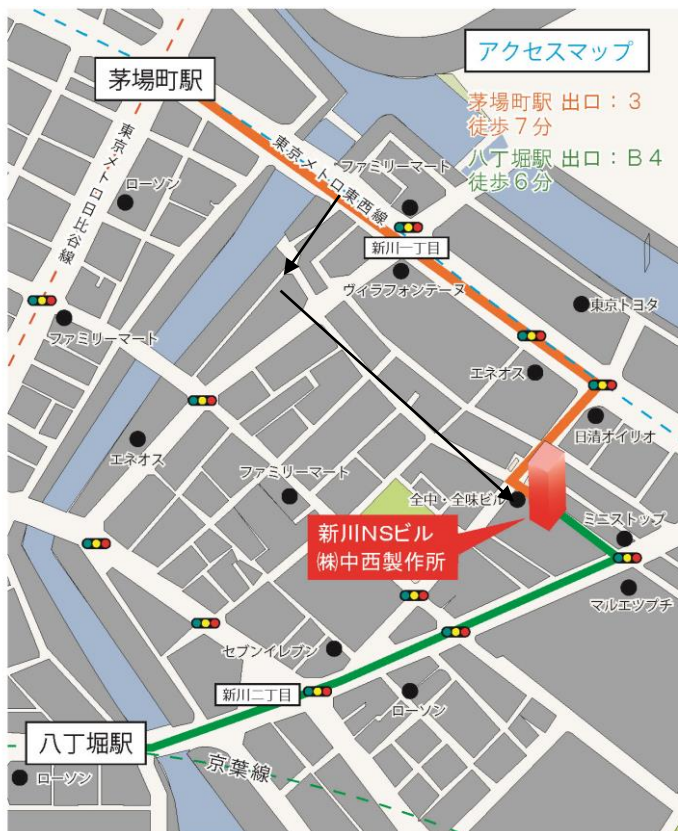 アクセスマップ
茅場町駅
茅場町駅 出口：3
徒歩7分
八丁堀駅 出口：B4
徒歩6分
東京メトロ東西線
ファミリーマート
東京メトロ日比谷線
ローソン
新川一丁目
ヴィラフォンテーヌ
東京トヨタ
ファミリーマート
エネオス
日清オイリオ
エネオス
ファミリーマート
全中・全味ビル
新川NSビル
㈱中西製作所
ミニストップ
マルエツプチ
セブンイレブン
新川二丁目
ローソン
八丁堀駅
京葉線
ローソン